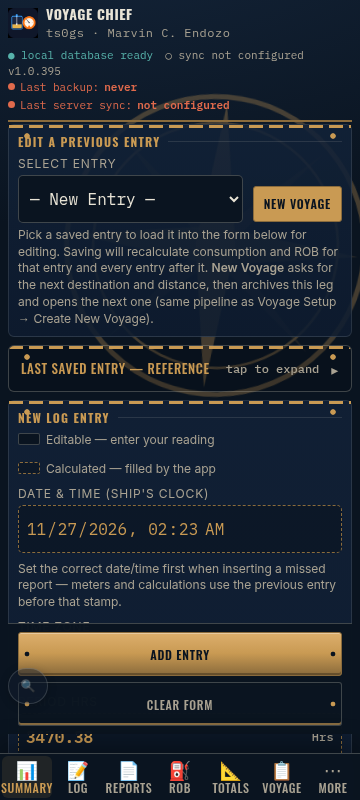 VOYAGE CHIEF
ts0gs · Marvin C. Endozo
● local database ready ○ sync not configured
v1.0.395
Last backup: never
Last server sync: not configured
EDIT A PREVIOUS ENTRY
SELECT ENTRY
— New Entry —
NEW VOYAGE
Pick a saved entry to load it into the form below for
editing. Saving will recalculate consumption and ROB for
that entry and every entry after it. New Voyage asks for
the next destination and distance, then archives this leg
and opens the next one (same pipeline as Voyage Setup
→ Create New Voyage).
LAST SAVED ENTRY — REFERENCE tap to expand ▶
NEW LOG ENTRY
Editable — enter your reading
Calculated — filled by the app
DATE & TIME (SHIP'S CLOCK)
11/27/2026, 02:23 AM
Set the correct date/time first when inserting a missed
report — meters and calculations use the previous entry
before that stamp.
TIME ZONE
ADD ENTRY
CLEAR FORM
3470.38 Hrs
SUMMARY LOG REPORTS ROB TOTALS VOYAGE MORE